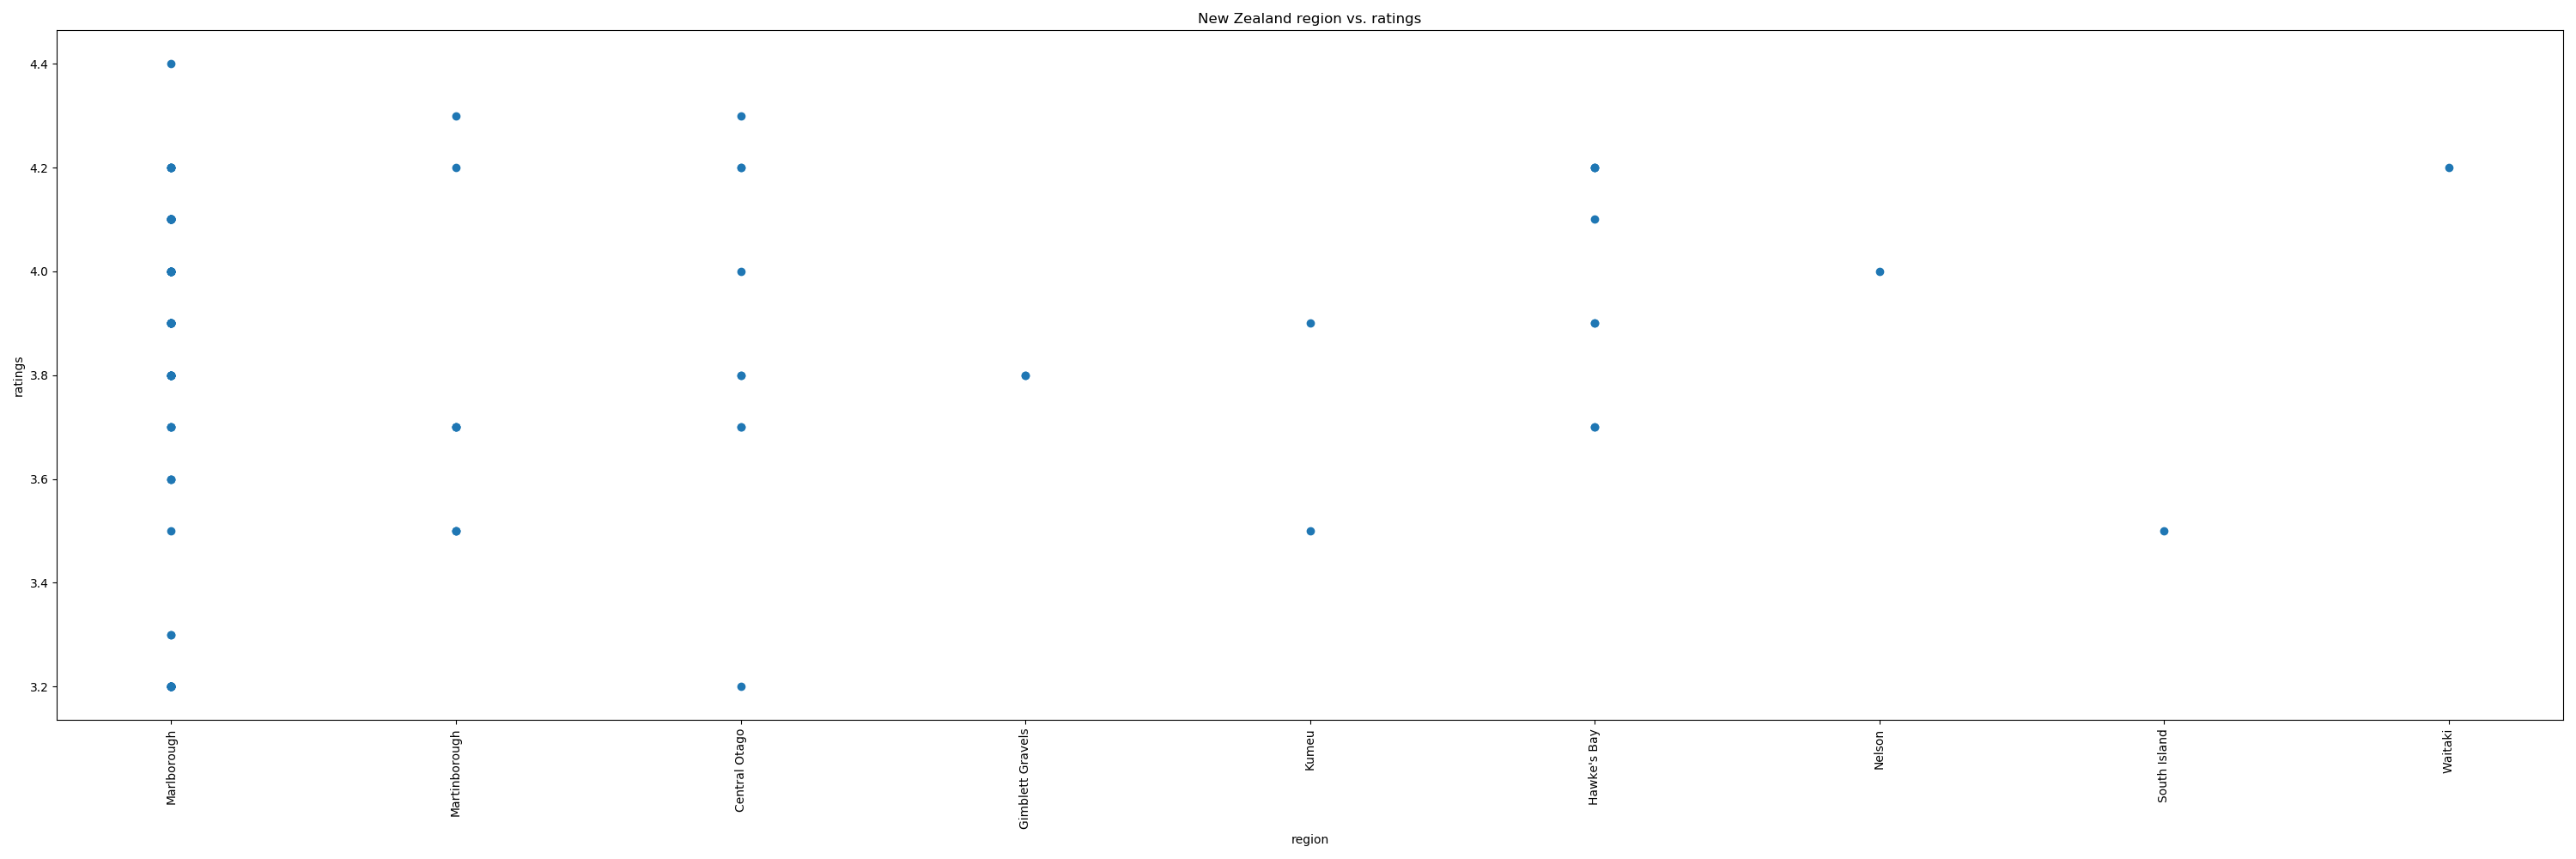 New Zealand region vs. ratings
ratings
4.4
4.2
4.0
3.8
3.6
3.4
3.2
Marlborough
Martinborough
Central Otago
Gimblett Gravels
Kumeu
Hawke's Bay
Nelson
South Island
Waitaki
region